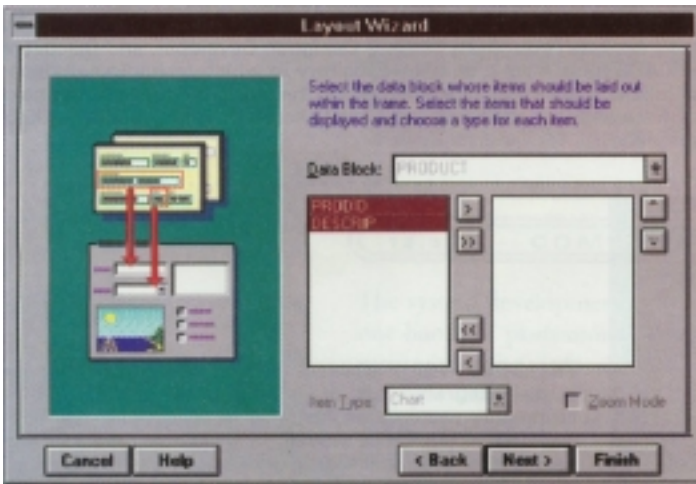 Layout Wizard
Select the data block whose items should be laid out
within the frame. Select the items that should be
displayed and choose a type for each item.
Data Block: PRODUCT
PRODID
DESCRIP
>
>>
<<
<
Item Type: Chart
Zoom Mode
Cancel Help < Back Next > Finish